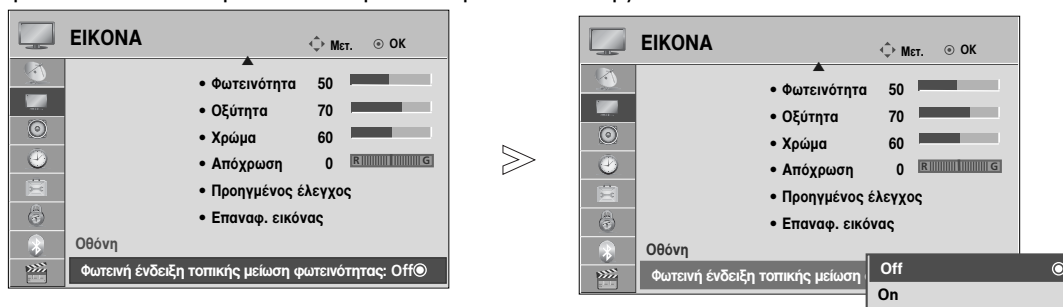 ΕΙΚΟΝΑ Μετ. OK
• Φωτεινότητα 50
• Οξύτητα 70
• Χρώμα 60
• Απόχρωση 0 R G
• Προηγμένος έλεγχος
• Επαναφ. εικόνας
Οθόνη
Φωτεινή ένδειξη τοπικής μείωση φωτεινότητας: Off
ΕΙΚΟΝΑ Μετ. OK
• Φωτεινότητα 50
• Οξύτητα 70
• Χρώμα 60
• Απόχρωση 0 R G
• Προηγμένος έλεγχος
• Επαναφ. εικόνας
Οθόνη
Φωτεινή ένδειξη τοπικής μείωση
Off
On